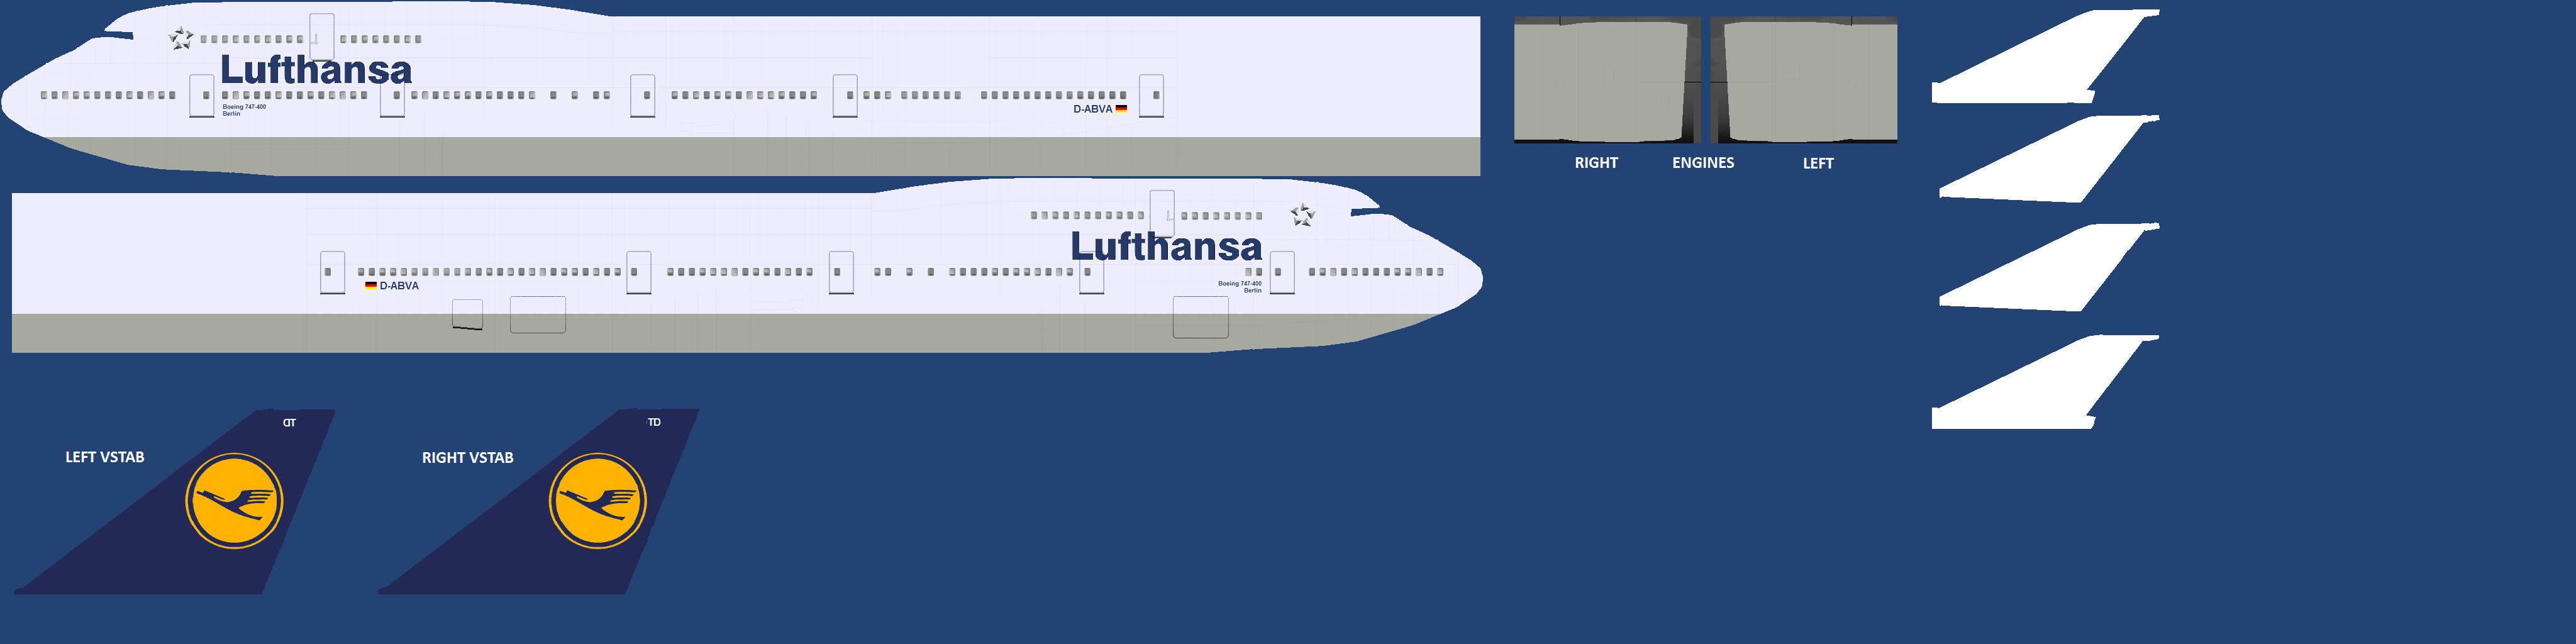 Lufthansa
Boeing 747-400
Berlin
D-ABVA
RIGHT ENGINES LEFT
Lufthansa
D-ABVA
Boeing 747-400
Berlin
TD
LEFT VSTAB
TD
RIGHT VSTAB